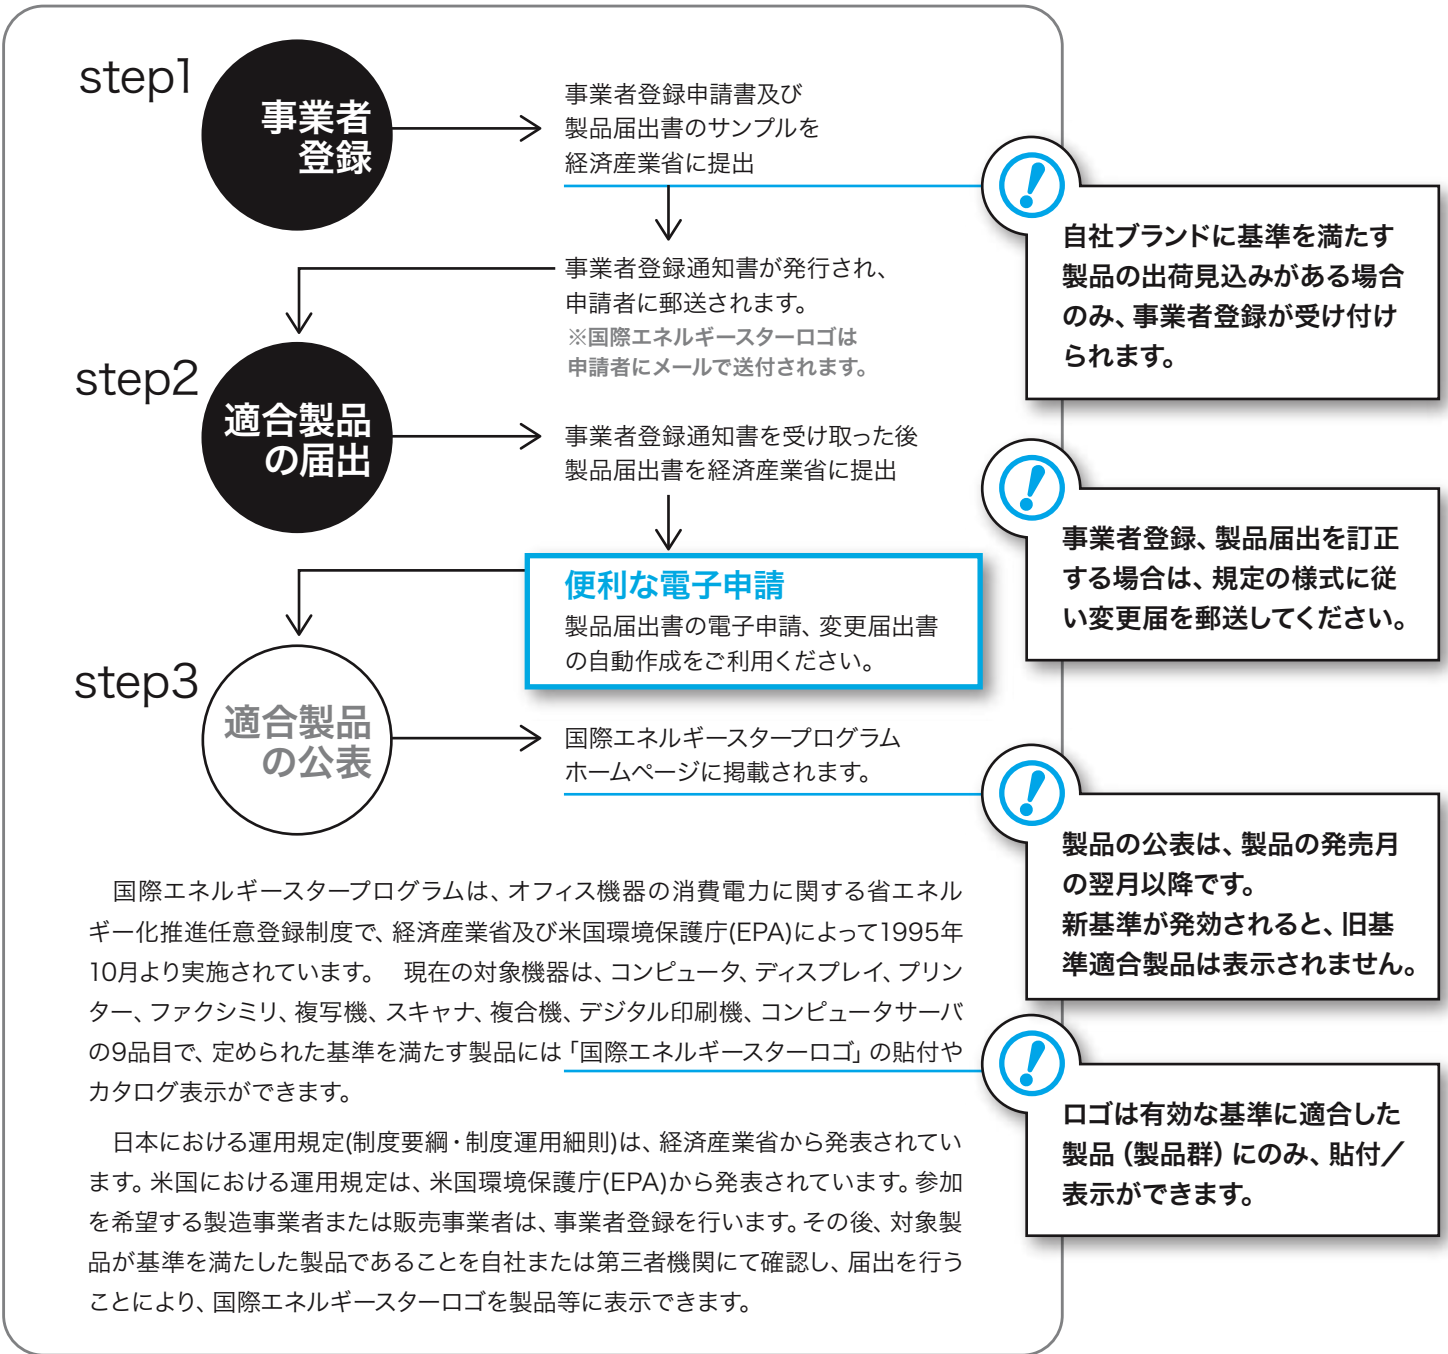 step1
事業者
登録
事業者登録申請書及び
製品届出書のサンプルを
経済産業省に提出
自社ブランドに基準を満たす
製品の出荷見込みがある場合
のみ、事業者登録が受け付け
られます。
事業者登録通知書が発行され、
申請者に郵送されます。
※国際エネルギースターロゴは
申請者にメールで送付されます。
step2
適合製品
の届出
事業者登録通知書を受け取った後
製品届出書を経済産業省に提出
事業者登録、製品届出を訂正
する場合は、規定の様式に従
い変更届を郵送してください。
便利な電子申請
製品届出書の電子申請、変更届出書
の自動作成をご利用ください。
step3
適合製品
の公表
国際エネルギースタープログラム
ホームページに掲載されます。
製品の公表は、製品の発売月
の翌月以降です。
新基準が発効されると、旧基
準適合製品は表示されません。
国際エネルギースタープログラムは、オフィス機器の消費電力に関する省エネル
ギー化推進任意登録制度で、経済産業省及び米国環境保護庁(EPA)によって1995年
10月より実施されています。　現在の対象機器は、コンピュータ、ディスプレイ、プリン
ター、ファクシミリ、複写機、スキャナ、複合機、デジタル印刷機、コンピュータサーバ
の9品目で、定められた基準を満たす製品には「国際エネルギースターロゴ」の貼付や
カタログ表示ができます。
ロゴは有効な基準に適合した
製品（製品群）にのみ、貼付／
表示ができます。
日本における運用規定(制度要綱・制度運用細則)は、経済産業省から発表されてい
ます。米国における運用規定は、米国環境保護庁(EPA)から発表されています。参加
を希望する製造事業者または販売事業者は、事業者登録を行います。その後、対象製
品が基準を満たした製品であることを自社または第三者機関にて確認し、届出を行う
ことにより、国際エネルギースターロゴを製品等に表示できます。